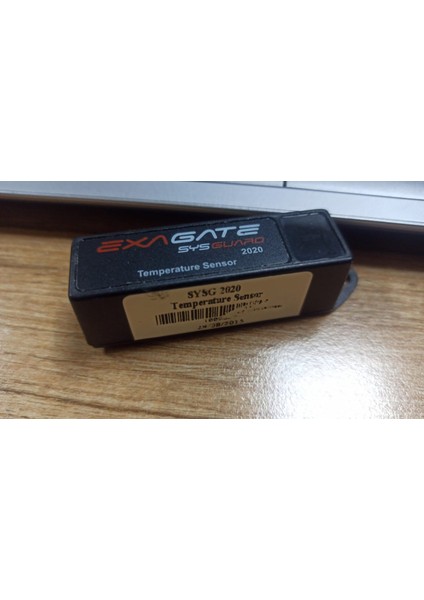 EXAGATE
SYSGUARD
2020
Temperature Sensor
SYSG 2020
Temperature Sensor